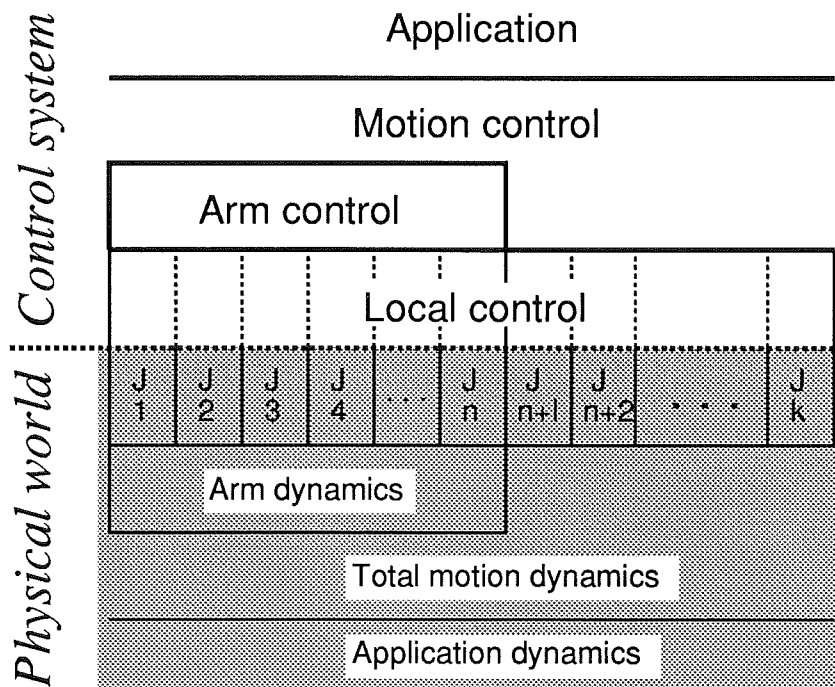 Control system
Application
Motion control
Arm control
Local control
Physical world
J 1
J 2
J 3
J 4
...
J n
J n+1
J n+2
...
J k
Arm dynamics
Total motion dynamics
Application dynamics